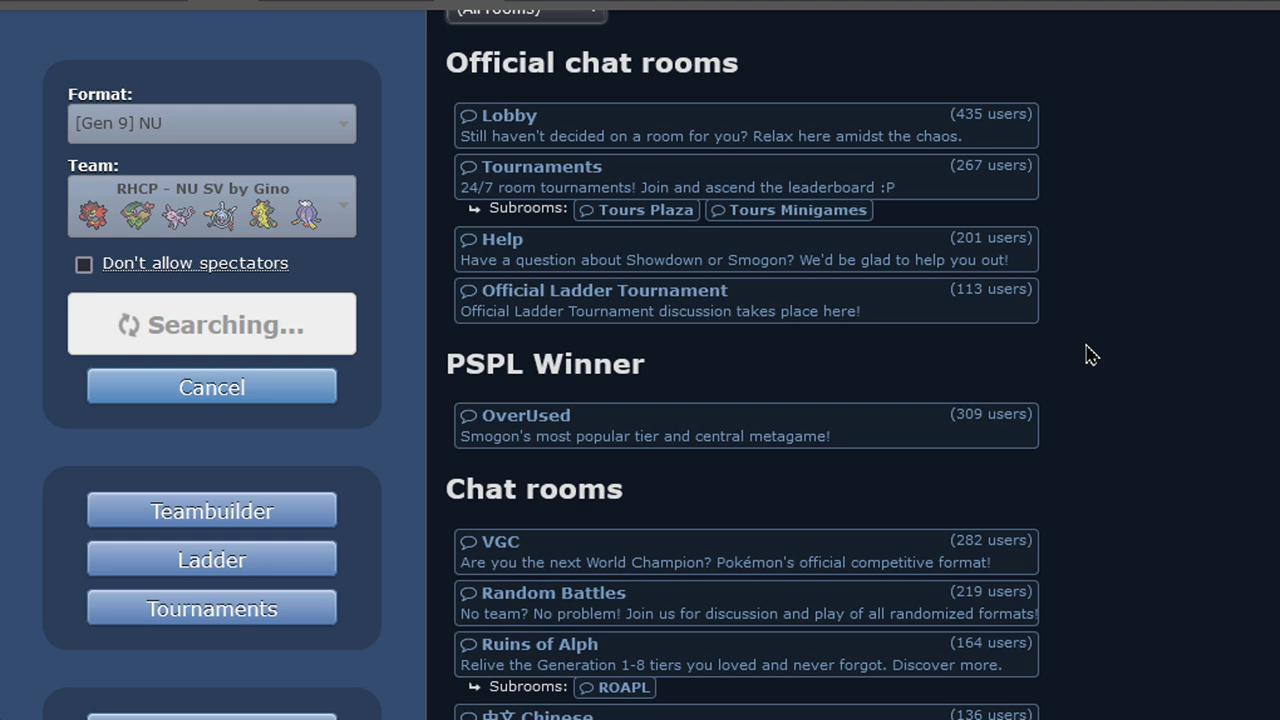 Format:
[Gen 9] NU
Team:
RHCP - NU SV by Gino
Don't allow spectators
Searching...
Cancel
Teambuilder
Ladder
Tournaments
(All rooms)
Official chat rooms
Lobby (435 users)
Still haven't decided on a room for you? Relax here amidst the chaos.
Tournaments (267 users)
24/7 room tournaments! Join and ascend the leaderboard :P
↳ Subrooms: Tours Plaza Tours Minigames
Help (201 users)
Have a question about Showdown or Smogon? We'd be glad to help you out!
Official Ladder Tournament (113 users)
Official Ladder Tournament discussion takes place here!
PSPL Winner
OverUsed (309 users)
Smogon's most popular tier and central metagame!
Chat rooms
VGC (282 users)
Are you the next World Champion? Pokémon's official competitive format!
Random Battles (219 users)
No team? No problem! Join us for discussion and play of all randomized formats!
Ruins of Alph (164 users)
Relive the Generation 1-8 tiers you loved and never forgot. Discover more.
↳ Subrooms: ROAPL
中文 Chinese (136 users)